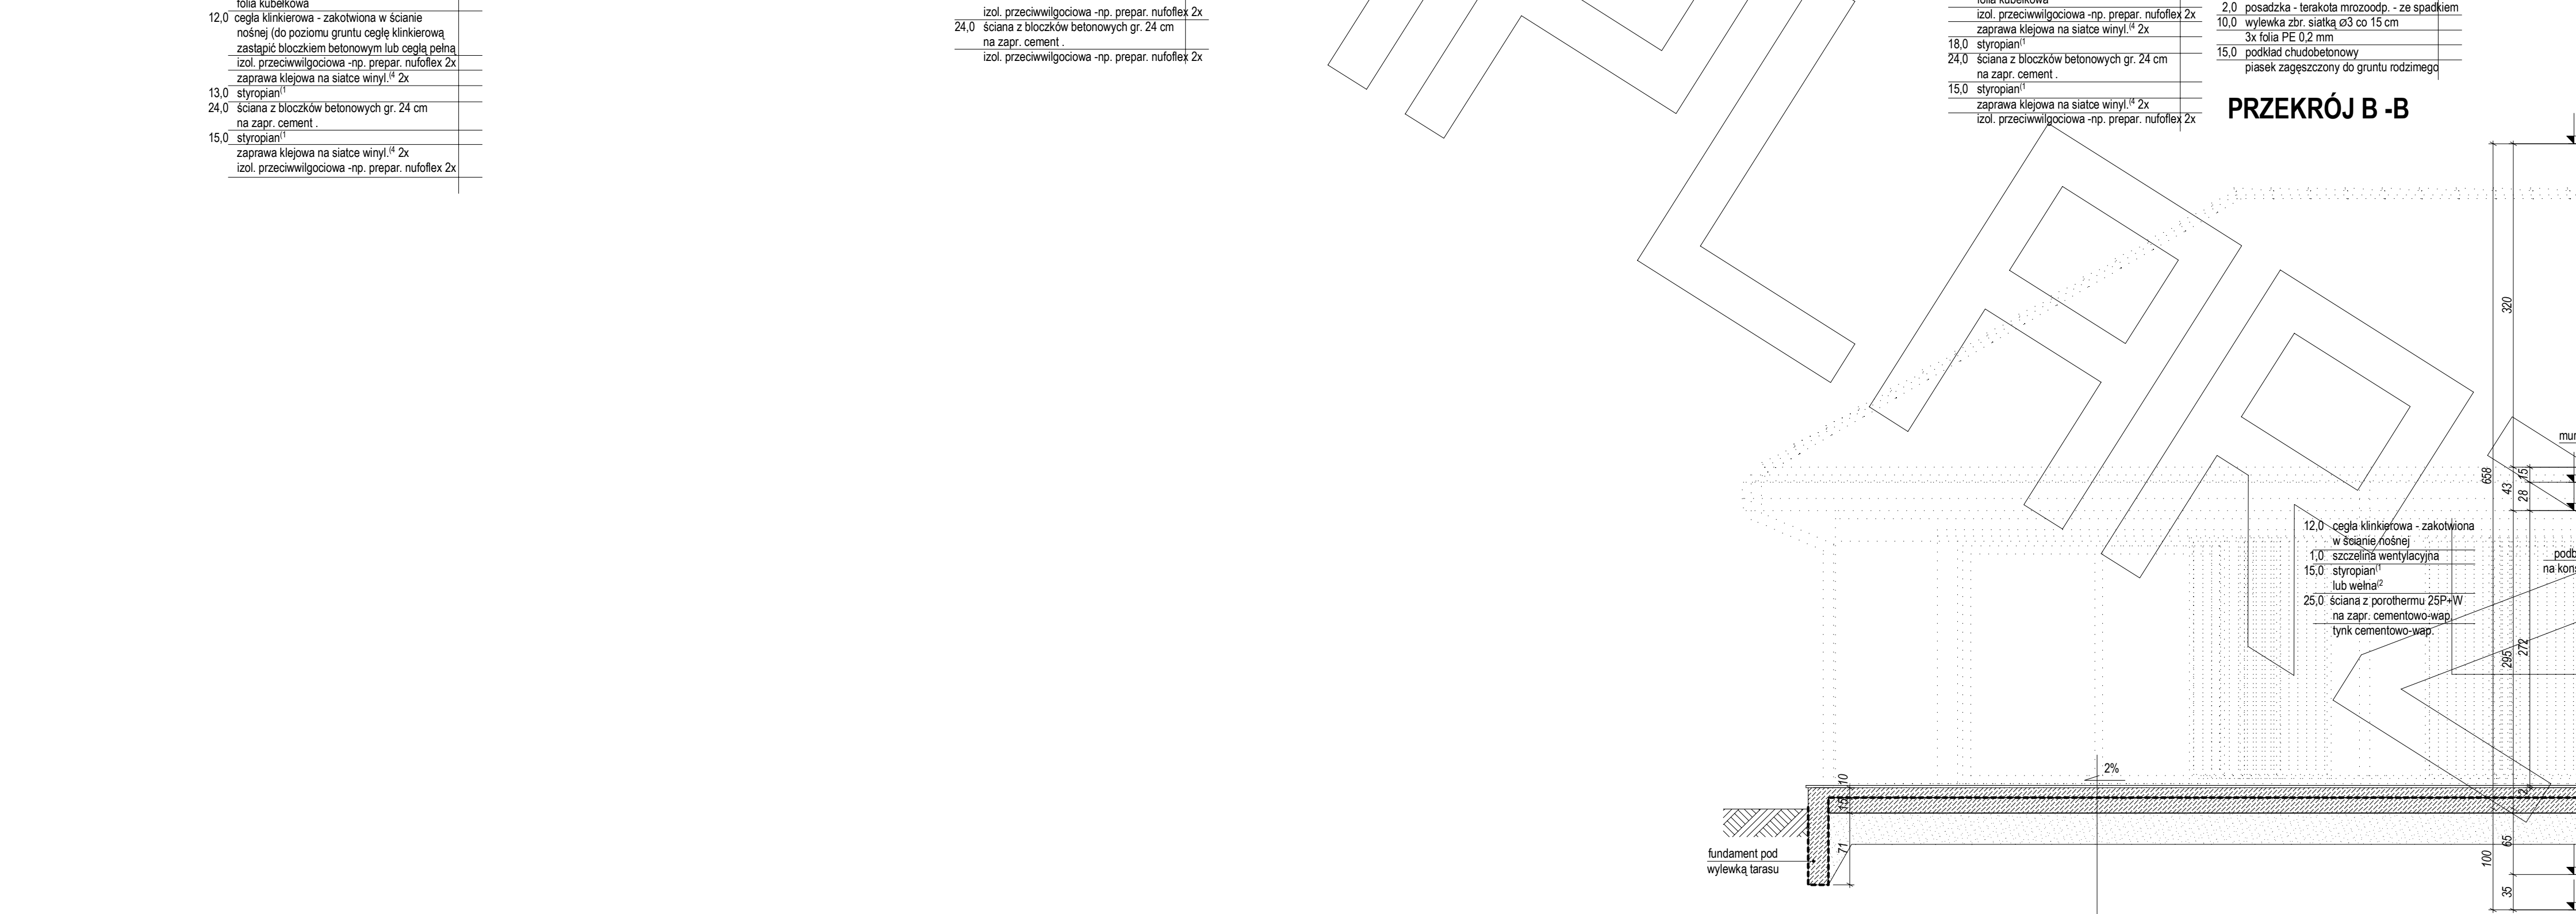 folia kubełkowa
12,0 cegła klinkierowa - zakotwiona w ścianie
nośnej (do poziomu gruntu cegłę klinkierową
zastąpić bloczkiem betonowym lub cegłą pełną
izol. przeciwwilgociowa -np. prepar. nufoflex 2x
zaprawa klejowa na siatce winyl.(4 2x
13,0 styropian(1
24,0 ściana z bloczków betonowych gr. 24 cm
na zapr. cement .
15,0 styropian(1
zaprawa klejowa na siatce winyl.(4 2x
izol. przeciwwilgociowa -np. prepar. nufoflex 2x
izol. przeciwwilgociowa -np. prepar. nufoflex 2x
24,0 ściana z bloczków betonowych gr. 24 cm
na zapr. cement .
izol. przeciwwilgociowa -np. prepar. nufoflex 2x
folia kubełkowa
izol. przeciwwilgociowa -np. prepar. nufoflex 2x
zaprawa klejowa na siatce winyl.(4 2x
18,0 styropian(1
24,0 ściana z bloczków betonowych gr. 24 cm
na zapr. cement .
15,0 styropian(1
zaprawa klejowa na siatce winyl.(4 2x
izol. przeciwwilgociowa -np. prepar. nufoflex 2x
2,0 posadzka - terakota mrozoodp. - ze spadkiem
10,0 wylewka zbr. siatką ø3 co 15 cm
3x folia PE 0,2 mm
15,0 podkład chudobetonowy
piasek zagęszczony do gruntu rodzimego
PRZEKRÓJ B -B
320
658
43
15
28
12,0 cegła klinkierowa - zakotwiona
w ścianie nośnej
1,0 szczelina wentylacyjna
15,0 styropian(1
lub wełna(2
25,0 ściana z porothermu 25P+W
na zapr. cementowo-wap.
tynk cementowo-wap.
295
272
2%
10
15
71
2
65
100
35
fundament pod
wylewką tarasu